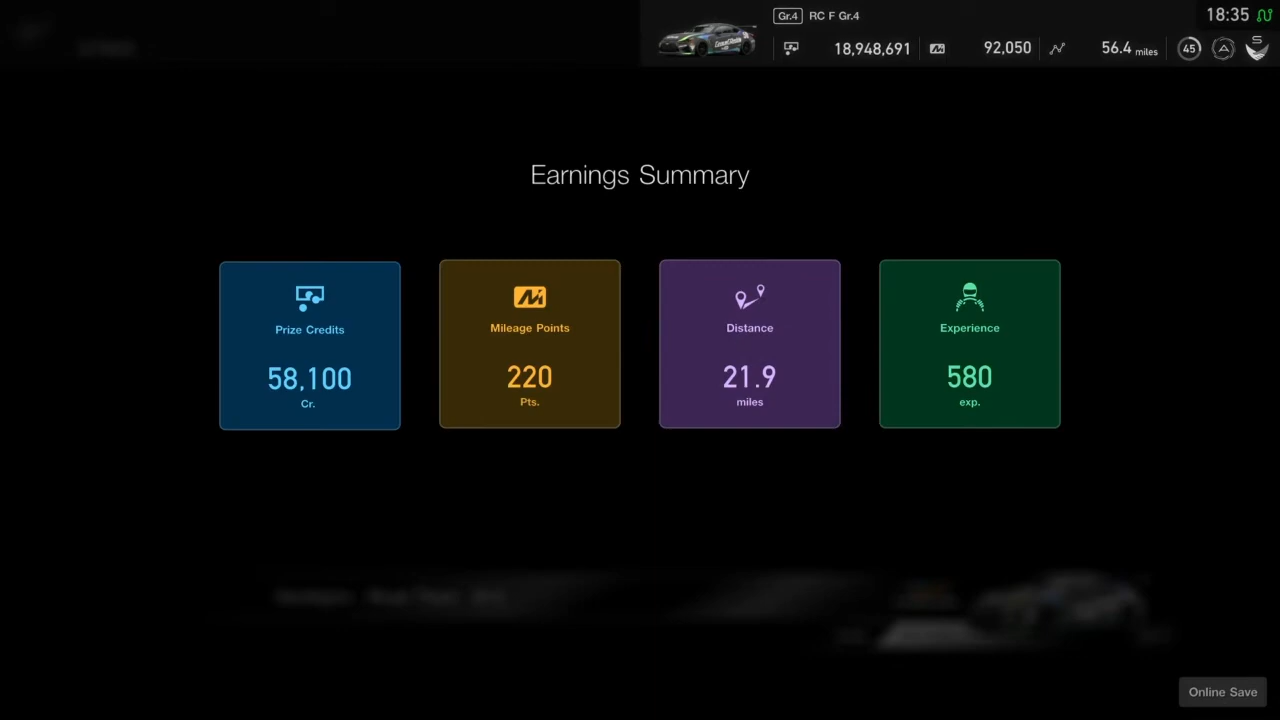 Gr.4 RC F Gr.4 18:35
18,948,691 92,050 56.4 miles 45 A S
Earnings Summary
Prize Credits
58,100
Cr.
Mileage Points
220
Pts.
Distance
21.9
miles
Experience
580
exp.
Online Save